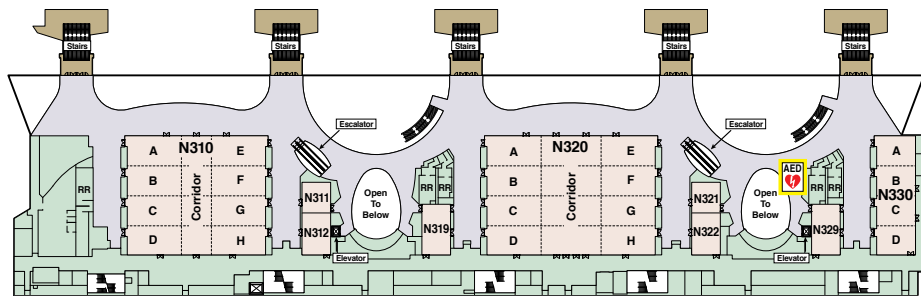 Stairs
Stairs
Stairs
Stairs
Stairs
Escalator
Escalator
A
N310
E
B
F
C
G
D
H
Corridor
RR
N311
N312
Open
To
Below
Elevator
RR
RR
N319
A
N320
E
B
F
C
G
D
H
Corridor
N321
N322
AED
Open
To
Below
Elevator
RR
RR
N329
A
B
N330
C
D